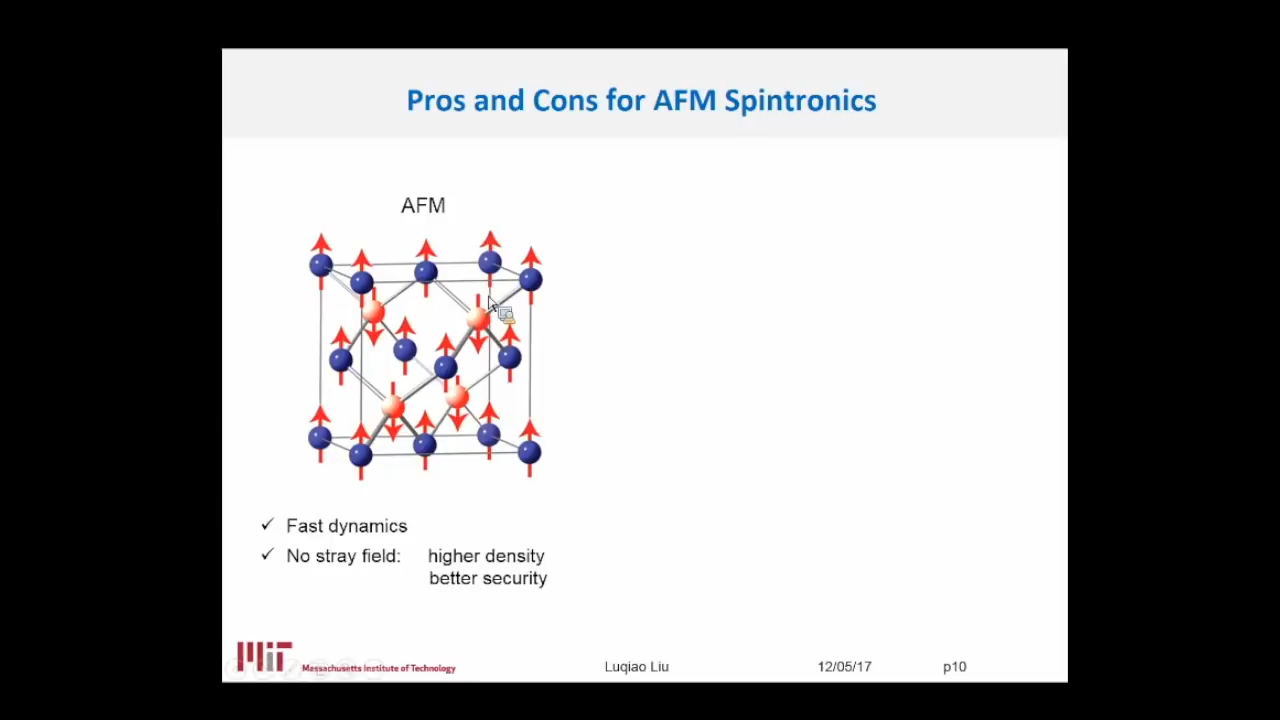 Pros and Cons for AFM Spintronics
AFM
✓ Fast dynamics
✓ No stray field: higher density
better security
MIT Massachusetts Institute of Technology
Luqiao Liu
12/05/17
p10